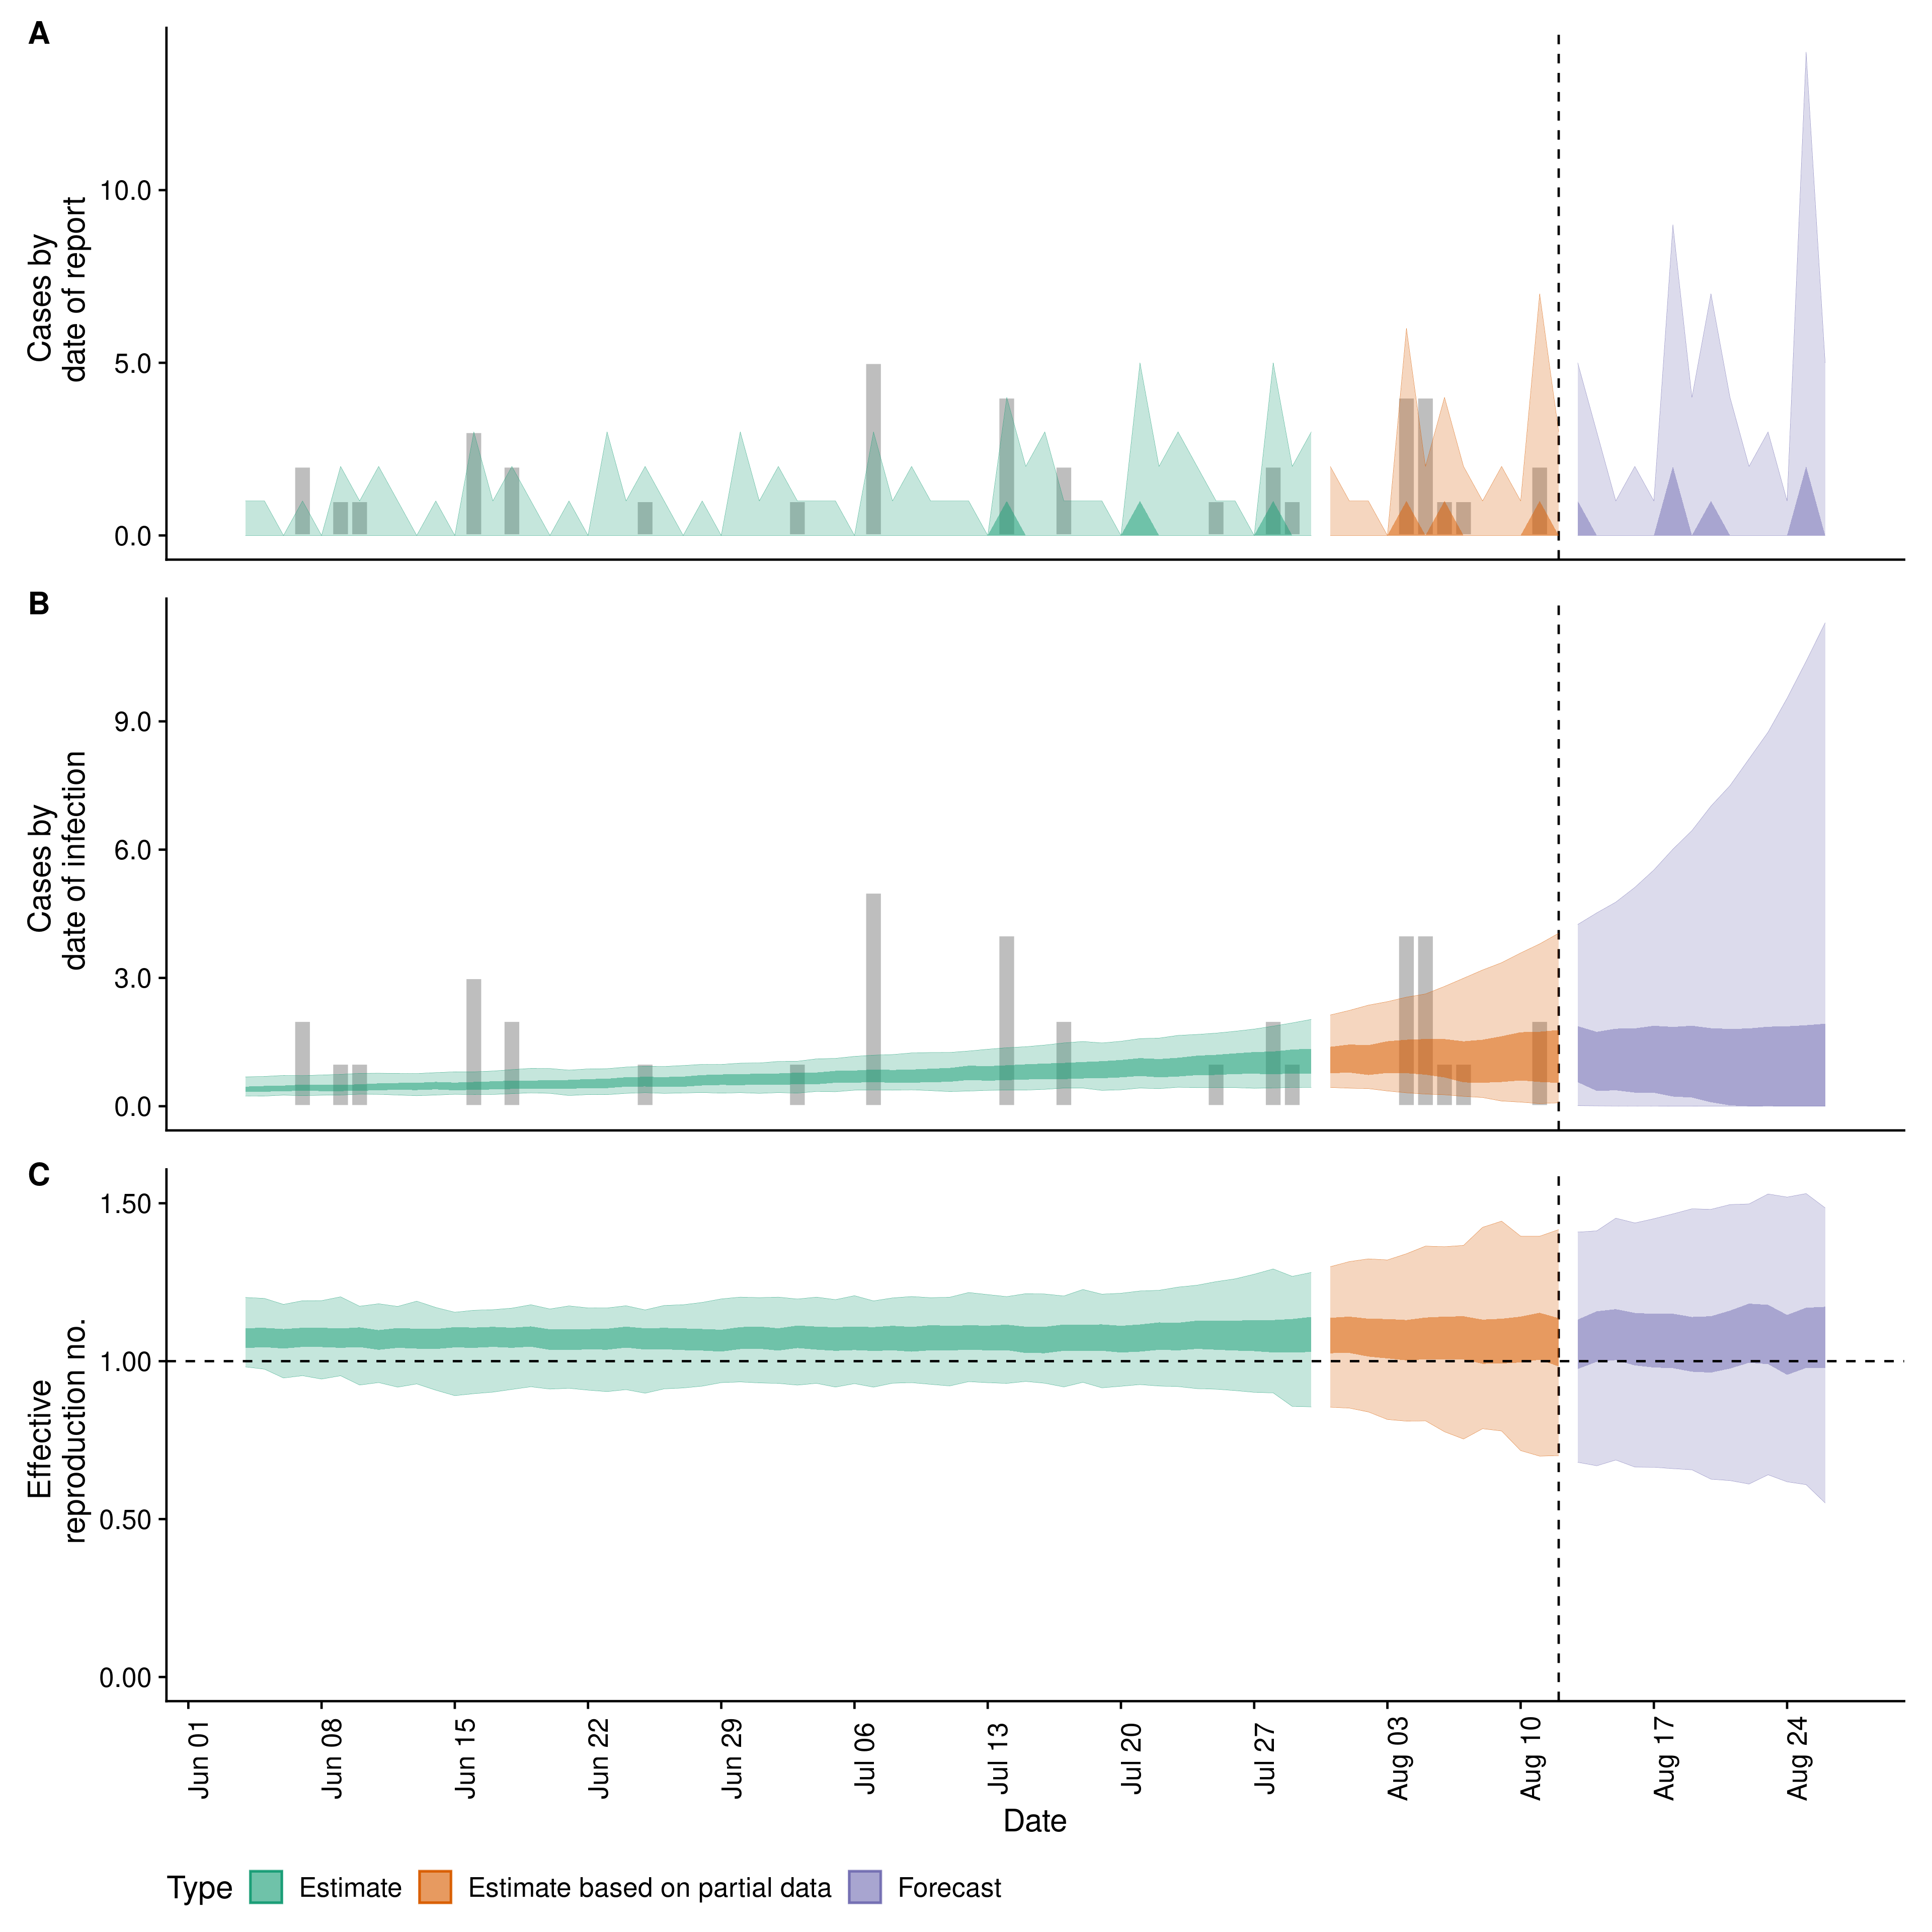 A
Cases by
date of report
10.0
5.0
0.0
B
Cases by
date of infection
9.0
6.0
3.0
0.0
C
Effective
reproduction no.
1.50
1.00
0.50
0.00
Jun 01
Jun 08
Jun 15
Jun 22
Jun 29
Jul 06
Jul 13
Jul 20
Jul 27
Aug 03
Aug 10
Aug 17
Aug 24
Date
Type Estimate Estimate based on partial data Forecast